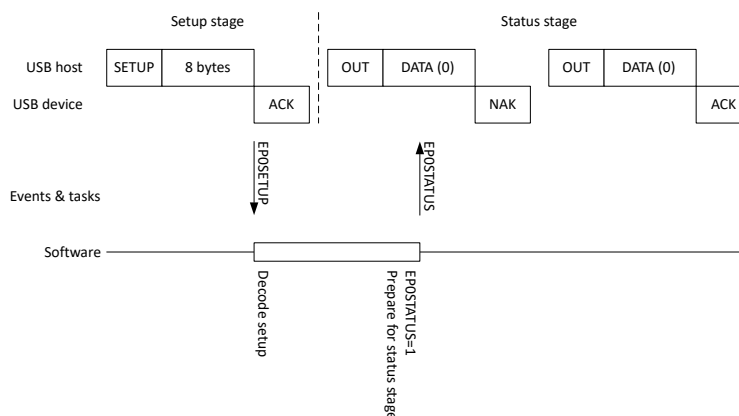 Setup stage
Status stage
USB host
SETUP
8 bytes
OUT
DATA (0)
OUT
DATA (0)
USB device
ACK
NAK
ACK
EP0SETUP
EP0STATUS
Events & tasks
Software
Decode setup
EP0STATUS=1
Prepare for status stage